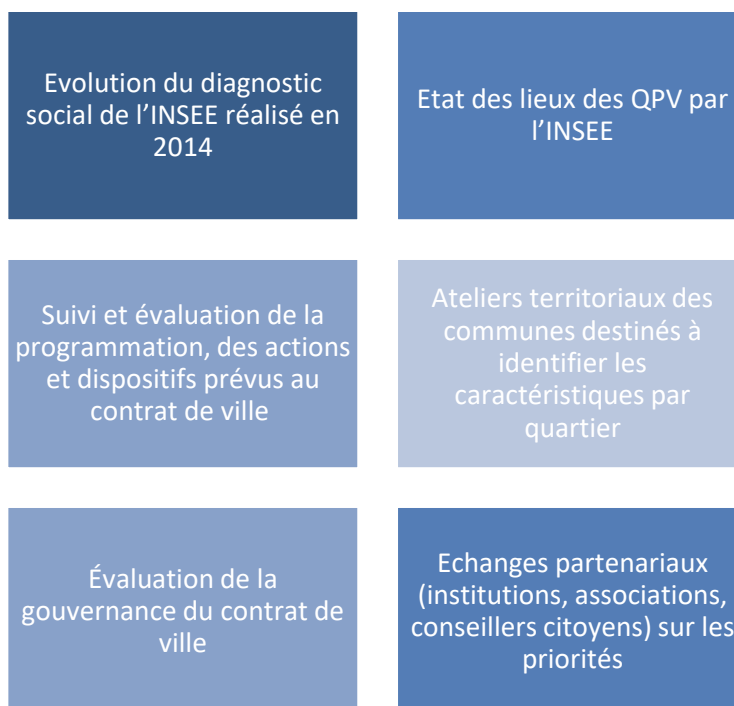 Evolution du diagnostic
social de l’INSEE réalisé en
2014
Etat des lieux des QPV par
l’INSEE
Suivi et évaluation de la
programmation, des actions
et dispositifs prévus au
contrat de ville
Ateliers territoriaux des
communes destinés à
identifier les
caractéristiques par
quartier
Évaluation de la
gouvernance du contrat de
ville
Echanges partenariaux
(institutions, associations,
conseillers citoyens) sur les
priorités